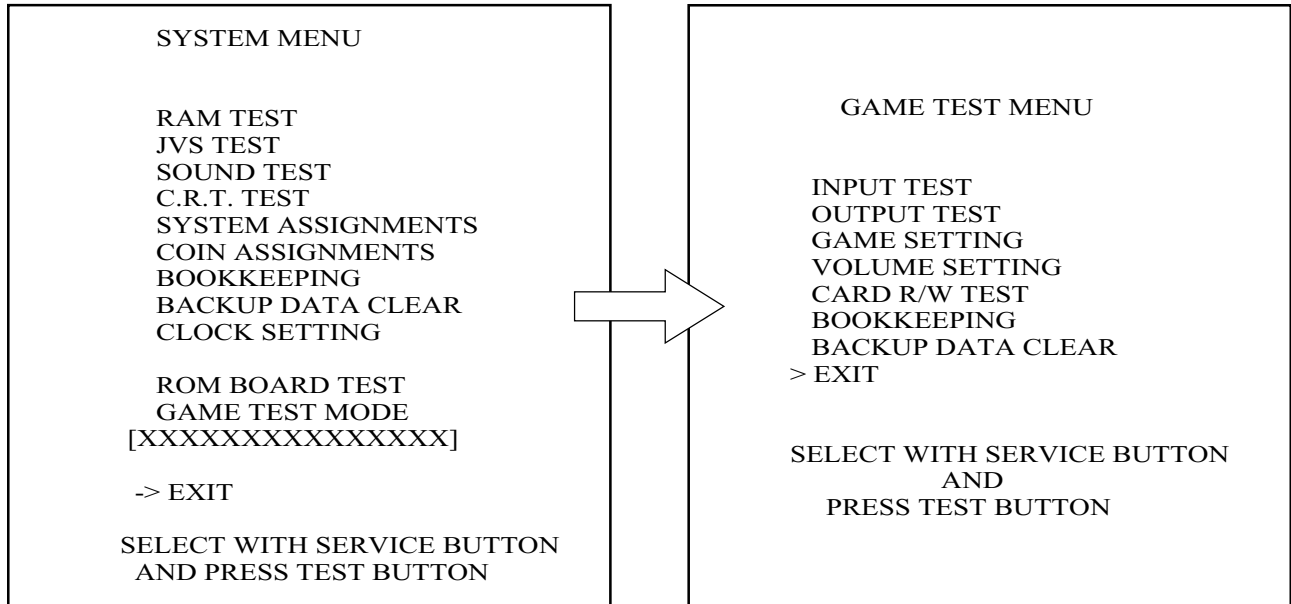 SYSTEM MENU
RAM TEST
JVS TEST
SOUND TEST
C.R.T. TEST
SYSTEM ASSIGNMENTS
COIN ASSIGNMENTS
BOOKKEEPING
BACKUP DATA CLEAR
CLOCK SETTING
ROM BOARD TEST
GAME TEST MODE
[XXXXXXXXXXXXXXXX]
-> EXIT
SELECT WITH SERVICE BUTTON
AND PRESS TEST BUTTON
GAME TEST MENU
INPUT TEST
OUTPUT TEST
GAME SETTING
VOLUME SETTING
CARD R/W TEST
BOOKKEEPING
BACKUP DATA CLEAR
> EXIT
SELECT WITH SERVICE BUTTON
AND
PRESS TEST BUTTON